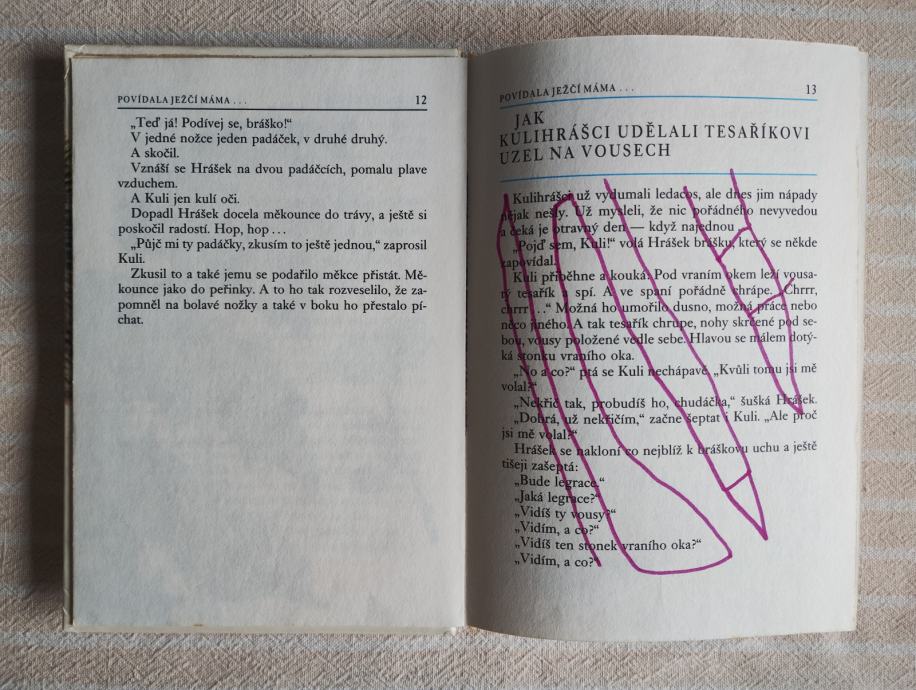 POVÍDALA JEŽČÍ MÁMA . . . 12
„Teď já! Podívej se, bráško!“
V jedné nožce jeden padáček, v druhé druhý.
A skočil.
Vznáší se Hrášek na dvou padáčcích, pomalu plave
vzduchem.
A Kuli jen kulí oči.
Dopadl Hrášek docela měkounce do trávy, a ještě si
poskočil radostí. Hop, hop . . .
„Půjč mi ty padáčky, zkusím to ještě jednou,“ zaprosil
Kuli.
Zkusil to a také jemu se podařilo měkce přistát. Mě-
kounce jako do peřinky. A to ho tak rozveselilo, že za-
pomněl na bolavé nožky a také v boku ho přestalo pí-
chat.
POVÍDALA JEŽČÍ MÁMA . . . 13
JAK
KULIHRÁŠCI UDĚLALI TESAŘÍKOVI
UZEL NA VOUSECH
Kulihrášci už vydumali ledacos, ale dnes jim nápady
nějak nešly. Už mysleli, že nic pořádného nevyvedou
a čeká je otravný den — když najednou . . .
„Pojď sem, Kuli!“ volá Hrášek brášku, který se někde
zapovídal.
Kuli přiběhne a kouká: Pod vraním okem leží vousa-
tý tesařík a spí. A ve spaní pořádně chrápe. „Chrrr,
chrrr . . .“ Možná ho umořilo dusno, možná práce nebo
něco jiného. A tak tesařík chrupe, nohy skrčené pod se-
bou, vousy položené vedle sebe. Hlavou se málem dotý-
ká stonku vraního oka.
„No a co?“ ptá se Kuli nechápavě. „Kvůli tomu jsi mě
volal?“
„Nekřič tak, probudíš ho, chudáčka,“ šušká Hrášek.
„Dobrá, už nekřičím,“ začne šeptat i Kuli. „Ale proč
jsi mě volal?“
Hrášek se nakloní co nejblíž k bráškovu uchu a ještě
tišeji zašeptá:
„Bude legrace.“
„Jaká legrace?“
„Vidíš ty vousy?“
„Vidím, a co?“
„Vidíš ten stonek vraního oka?“
„Vidím, a co?“